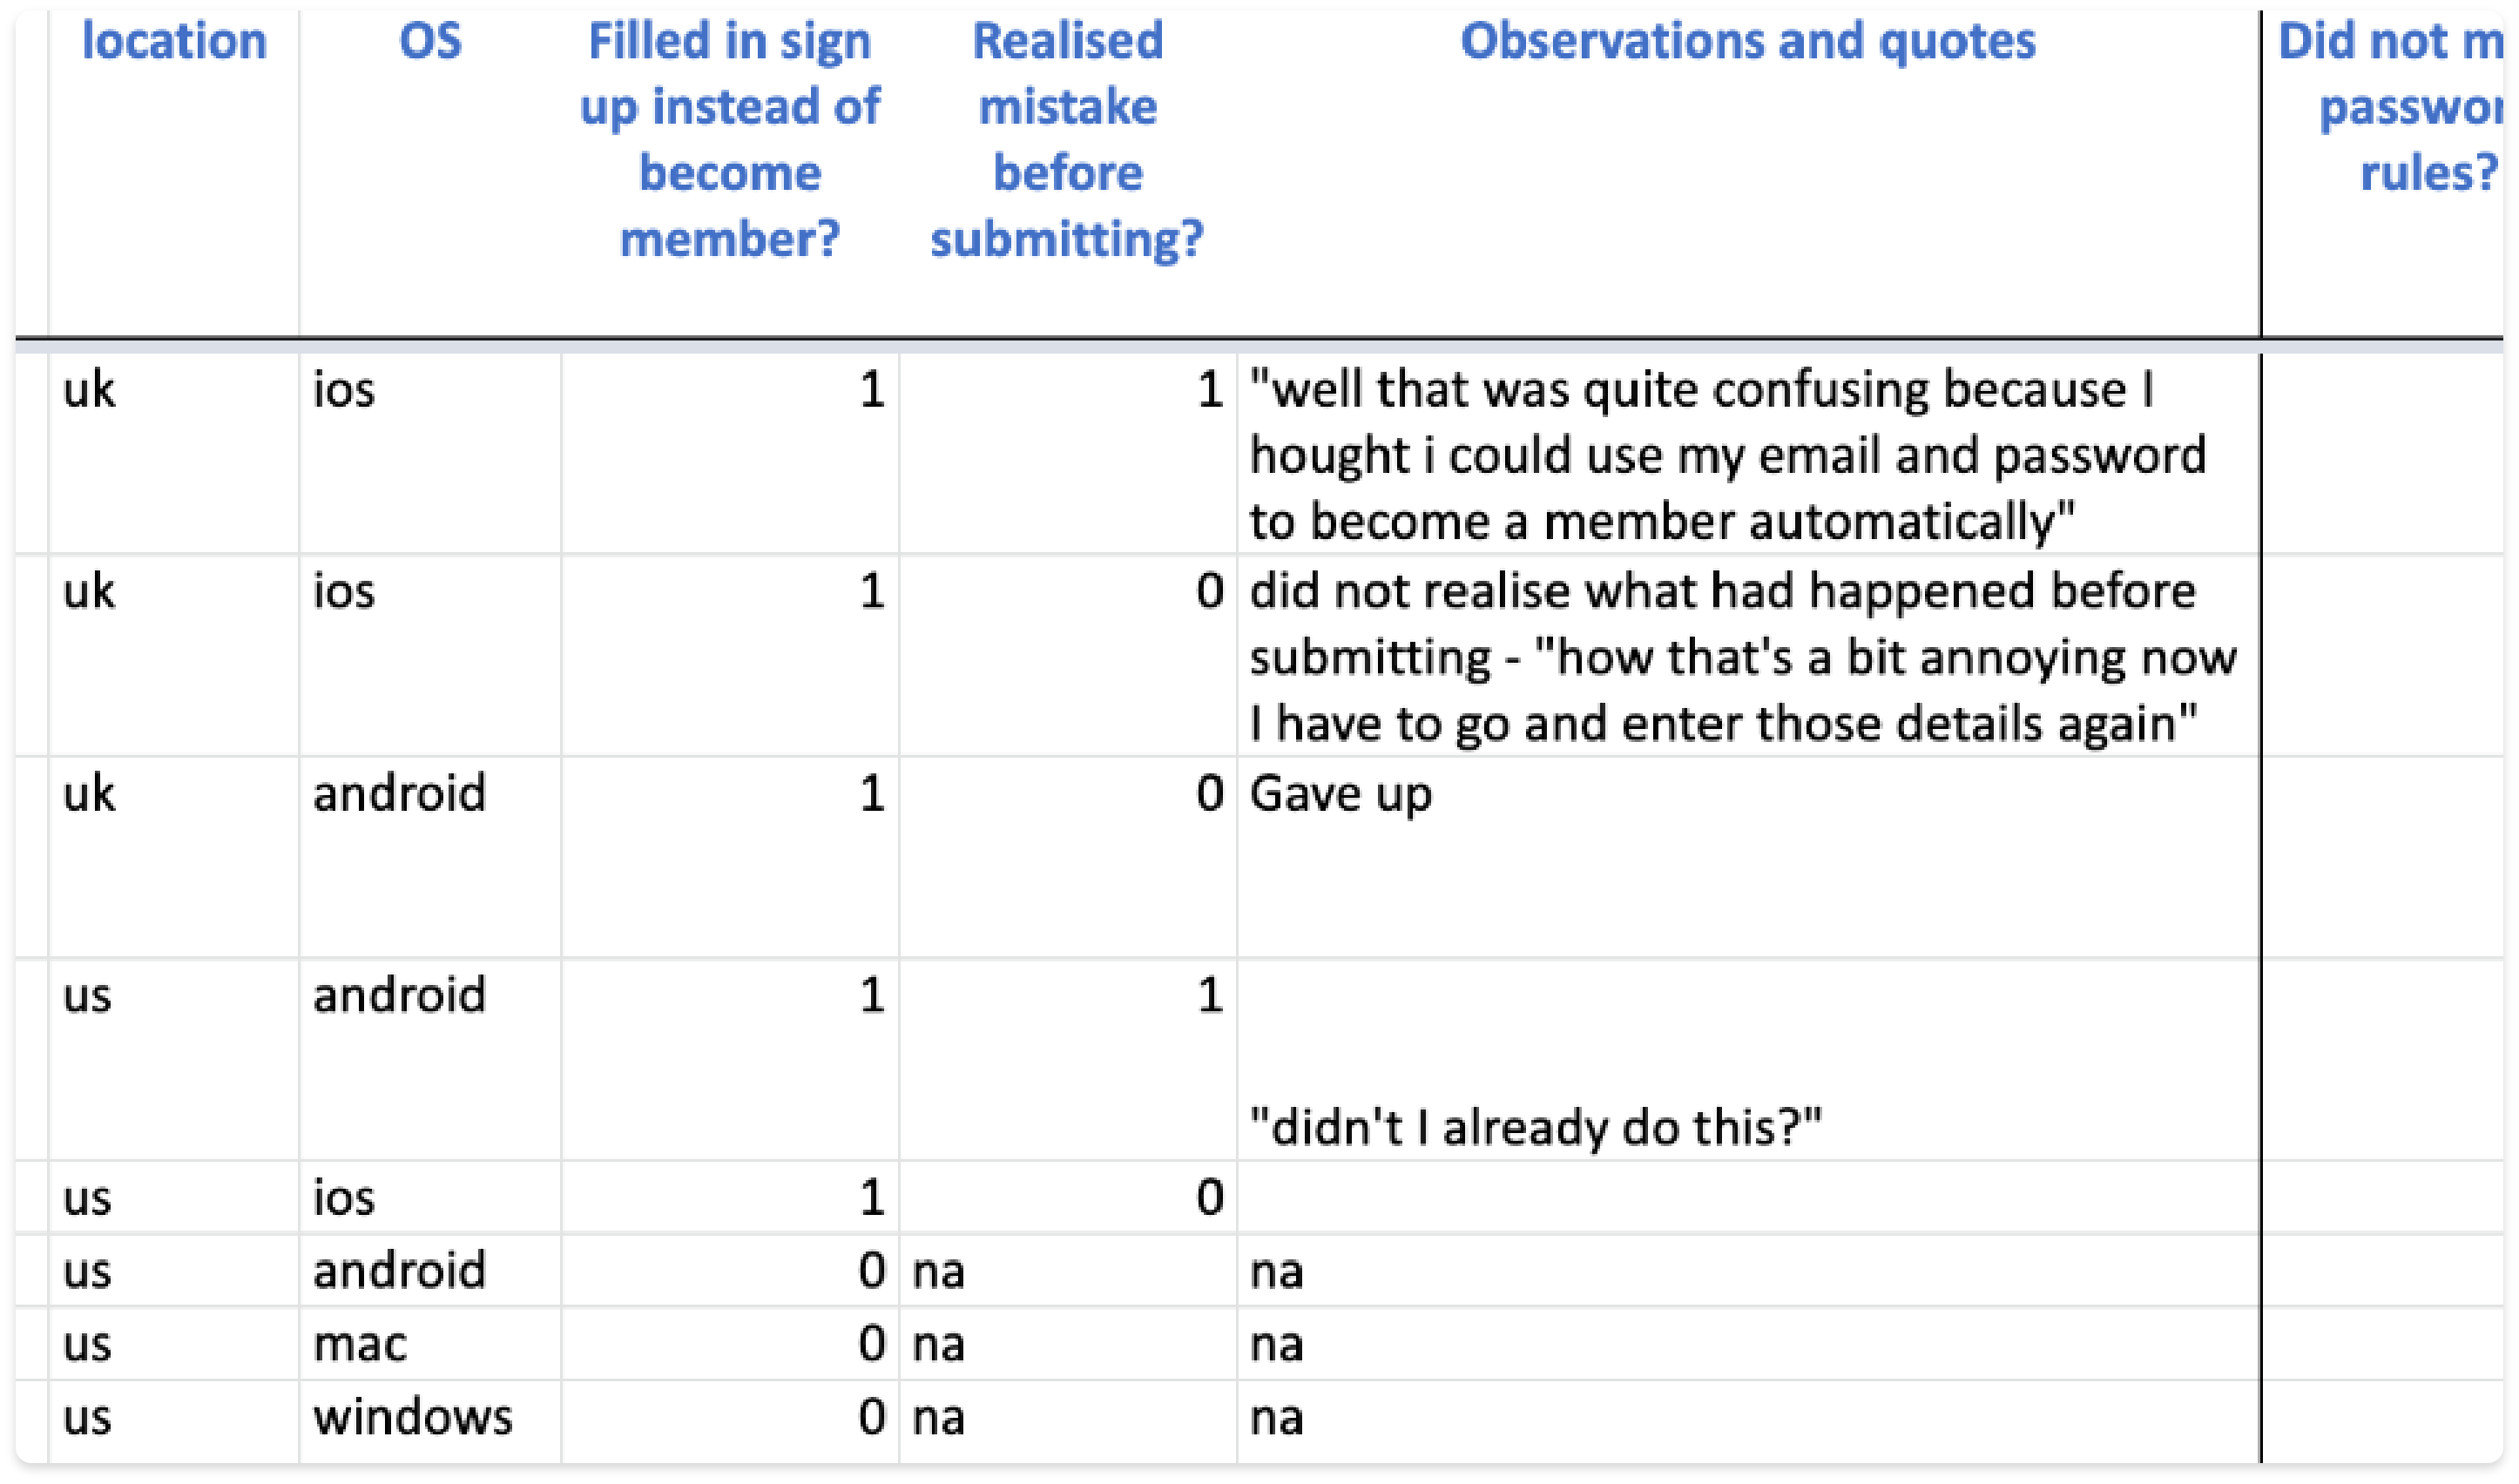 location OS Filled in sign up instead of become member? Realised mistake before submitting? Observations and quotes Did not m passwor rules?
uk ios 1 1 "well that was quite confusing because I
hought i could use my email and password
to become a member automatically"
uk ios 1 0 did not realise what had happened before
submitting - "how that's a bit annoying now
I have to go and enter those details again"
uk android 1 0 Gave up
us android 1 1
"didn't I already do this?"
us ios 1 0
us android 0 na na
us mac 0 na na
us windows 0 na na